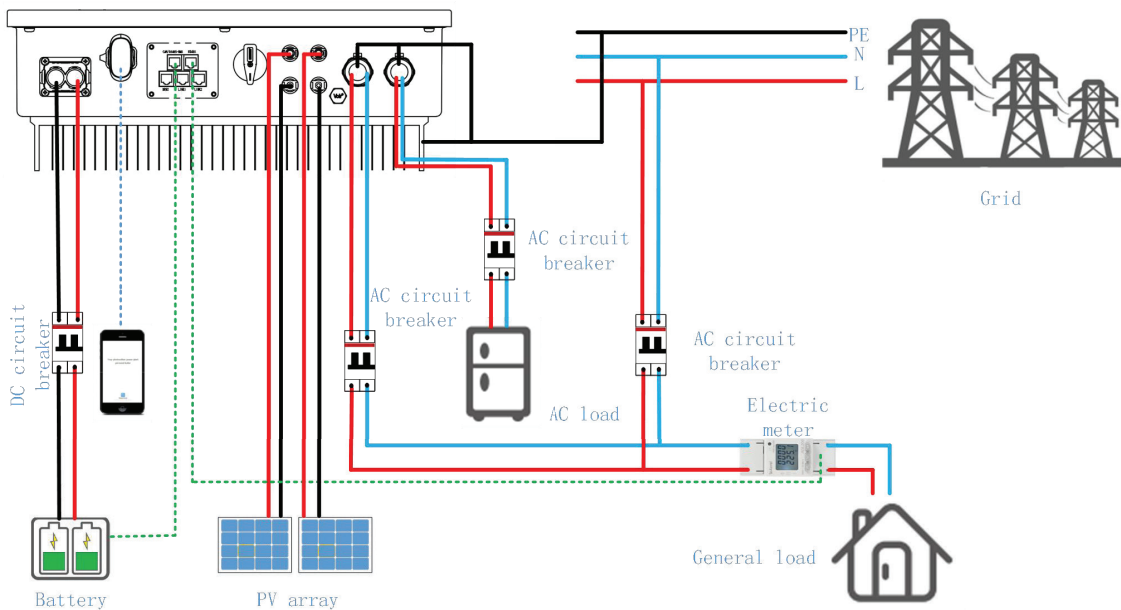 PE
N
L
Grid
AC circuit
breaker
AC circuit
breaker
DC circuit
breaker
AC circuit
breaker
AC load
Electric
meter
General load
Battery
PV array